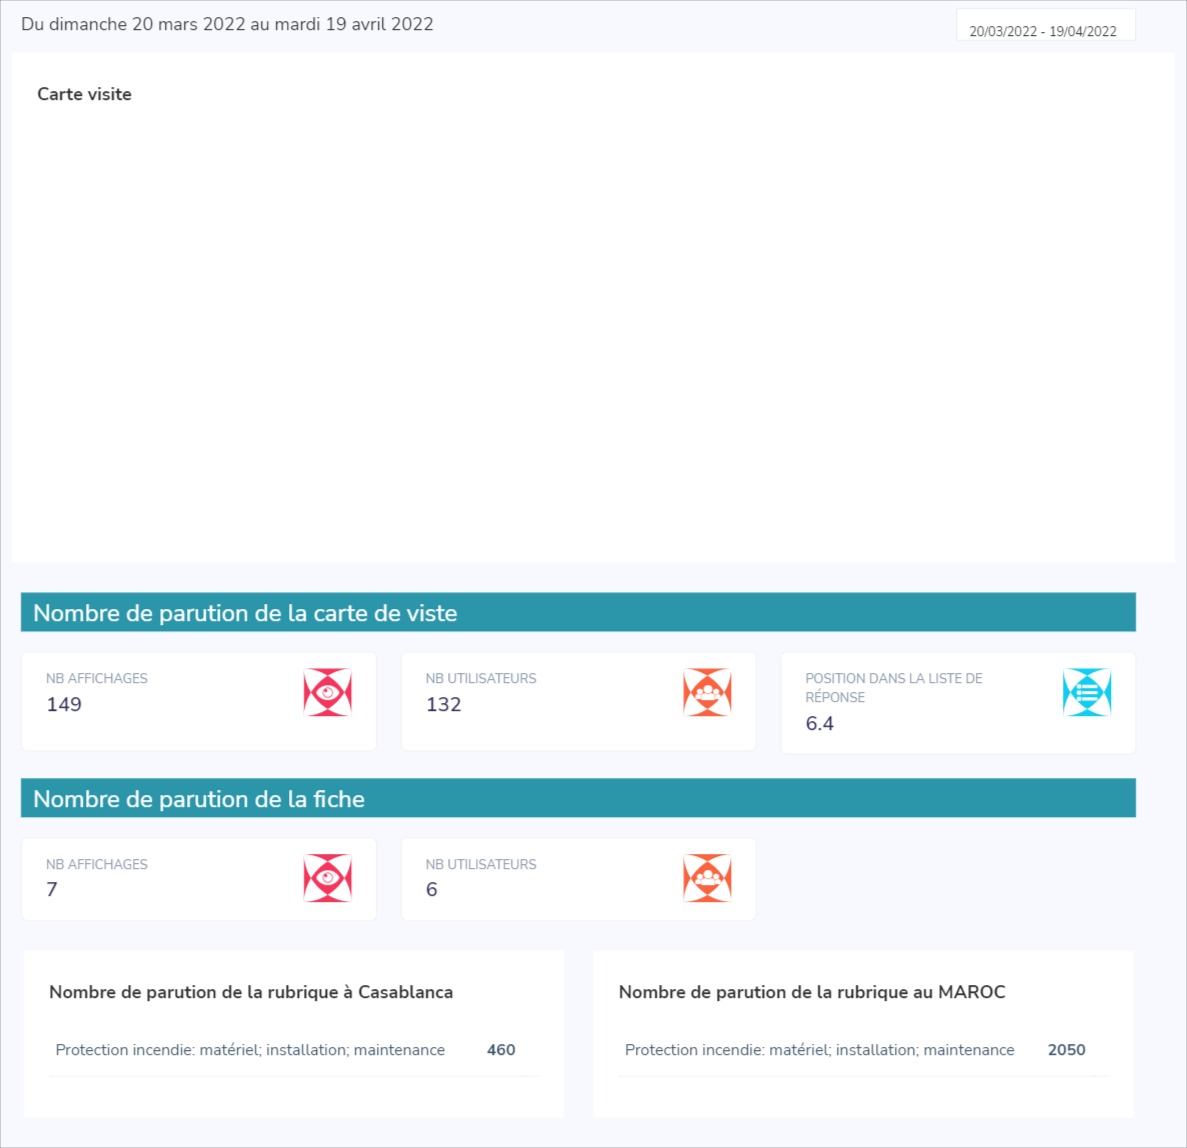 Du dimanche 20 mars 2022 au mardi 19 avril 2022
20/03/2022 - 19/04/2022
Carte visite
Nombre de parution de la carte de viste
NB AFFICHAGES
149
NB UTILISATEURS
132
POSITION DANS LA LISTE DE
RÉPONSE
6.4
Nombre de parution de la fiche
NB AFFICHAGES
7
NB UTILISATEURS
6
Nombre de parution de la rubrique à Casablanca
Protection incendie: matériel; installation; maintenance 460
Nombre de parution de la rubrique au MAROC
Protection incendie: matériel; installation; maintenance 2050